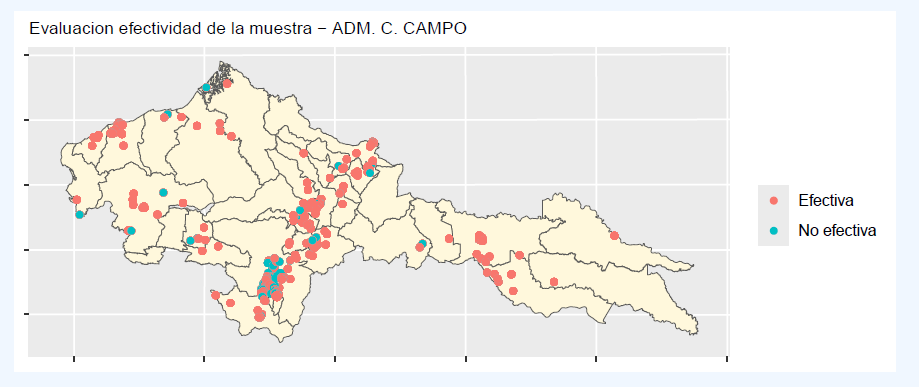 Evaluacion efectividad de la muestra − ADM. C. CAMPO
Efectiva
No efectiva